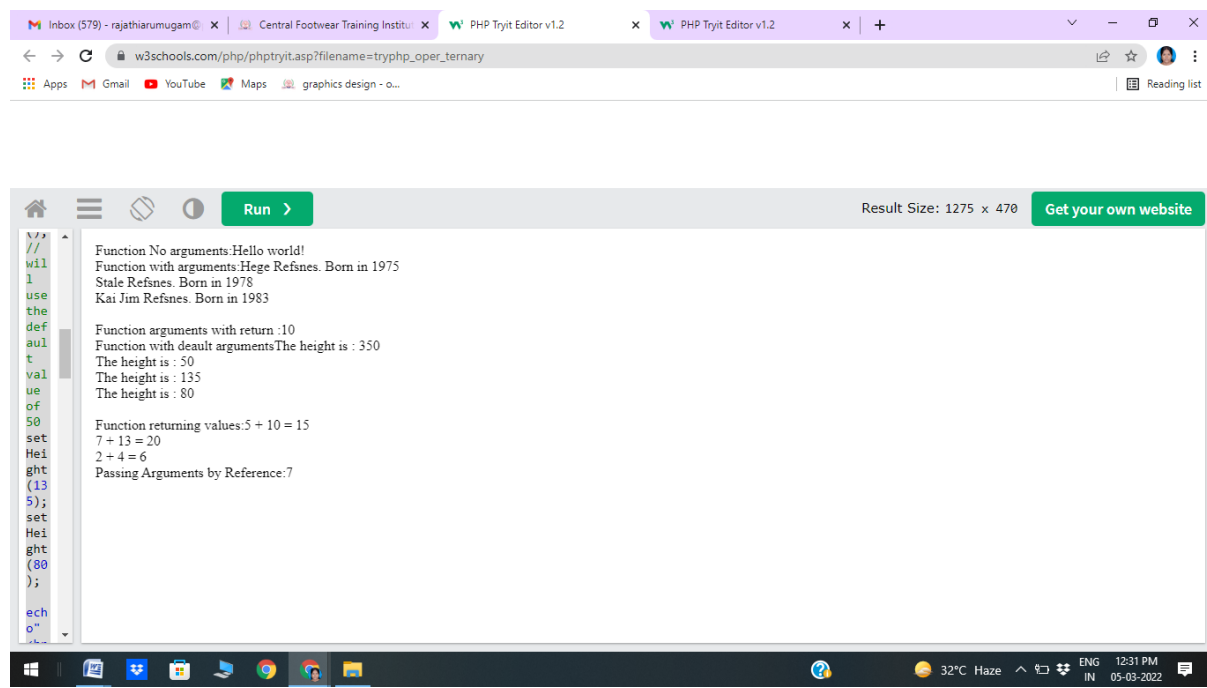 Inbox (579) - rajathiarumugam@ Central Footwear Training Institu PHP Tryit Editor v1.2 PHP Tryit Editor v1.2
w3schools.com/php/phptryit.asp?filename=tryphp_oper_ternary
Apps Gmail YouTube Maps graphics design - o... Reading list
Run ❯ Result Size: 1275 x 470 Get your own website
//
wil
l
use
the
def
aul
t
val
ue
of
50
set
Hei
ght
(13
5);
set
Hei
ght
(80
);
ech
o"
Function No arguments:Hello world!
Function with arguments:Hege Refsnes. Born in 1975
Stale Refsnes. Born in 1978
Kai Jim Refsnes. Born in 1983
Function arguments with return :10
Function with deault argumentsThe height is : 350
The height is : 50
The height is : 135
The height is : 80
Function returning values:5 + 10 = 15
7 + 13 = 20
2 + 4 = 6
Passing Arguments by Reference:7
32°C Haze ENG IN 12:31 PM
05-03-2022